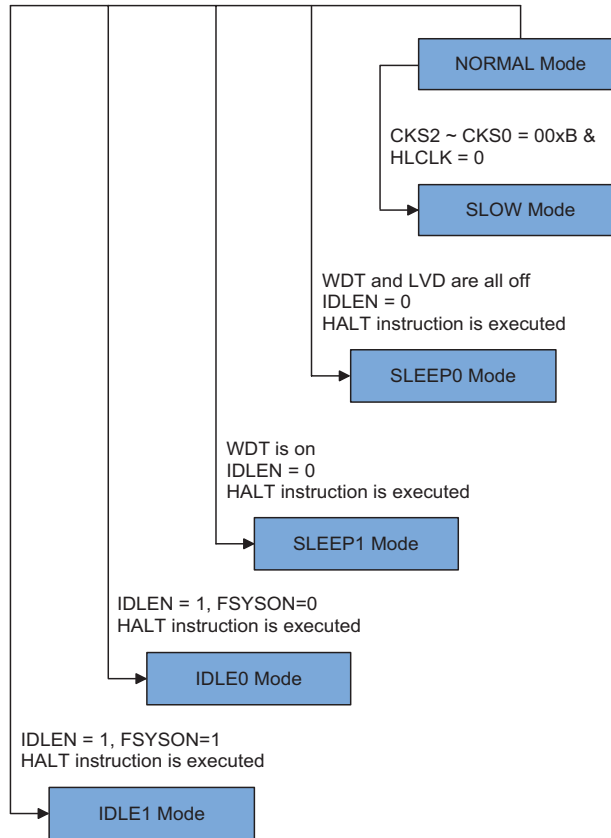 NORMAL Mode
CKS2 ~ CKS0 = 00xB &
HLCLK = 0
SLOW Mode
WDT and LVD are all off
IDLEN = 0
HALT instruction is executed
SLEEP0 Mode
WDT is on
IDLEN = 0
HALT instruction is executed
SLEEP1 Mode
IDLEN = 1, FSYSON=0
HALT instruction is executed
IDLE0 Mode
IDLEN = 1, FSYSON=1
HALT instruction is executed
IDLE1 Mode